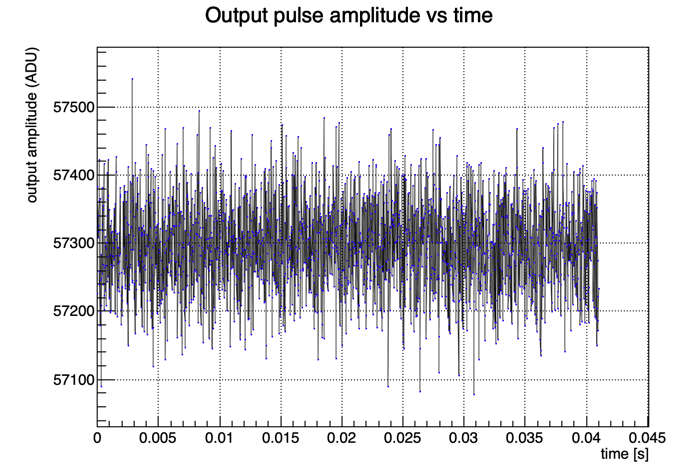 Output pulse amplitude vs time
output amplitude (ADU)
57500
57400
57300
57200
57100
0 0.005 0.01 0.015 0.02 0.025 0.03 0.035 0.04 0.045
time [s]